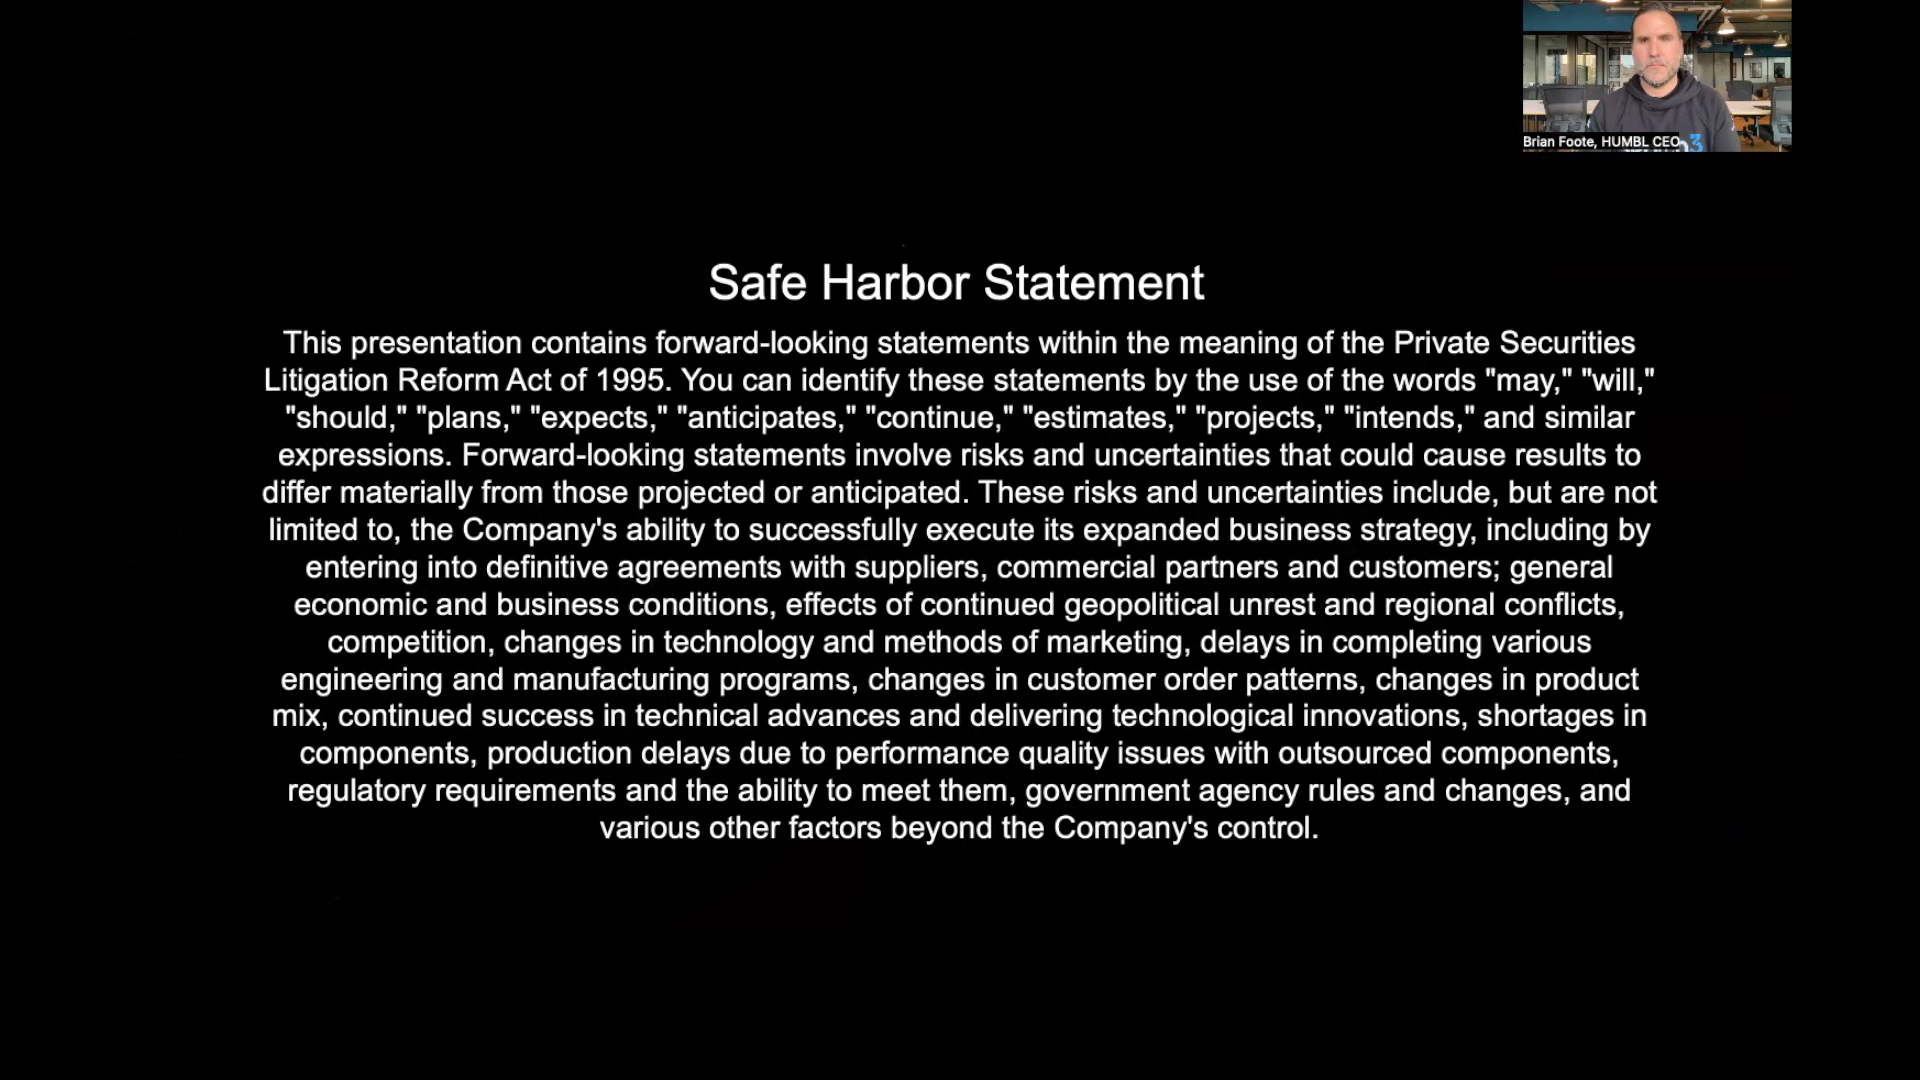 Brian Foote, HUMBL CEO
3
Safe Harbor Statement
This presentation contains forward-looking statements within the meaning of the Private Securities
Litigation Reform Act of 1995. You can identify these statements by the use of the words "may," "will,"
"should," "plans," "expects," "anticipates," "continue," "estimates," "projects," "intends," and similar
expressions. Forward-looking statements involve risks and uncertainties that could cause results to
differ materially from those projected or anticipated. These risks and uncertainties include, but are not
limited to, the Company's ability to successfully execute its expanded business strategy, including by
entering into definitive agreements with suppliers, commercial partners and customers; general
economic and business conditions, effects of continued geopolitical unrest and regional conflicts,
competition, changes in technology and methods of marketing, delays in completing various
engineering and manufacturing programs, changes in customer order patterns, changes in product
mix, continued success in technical advances and delivering technological innovations, shortages in
components, production delays due to performance quality issues with outsourced components,
regulatory requirements and the ability to meet them, government agency rules and changes, and
various other factors beyond the Company's control.